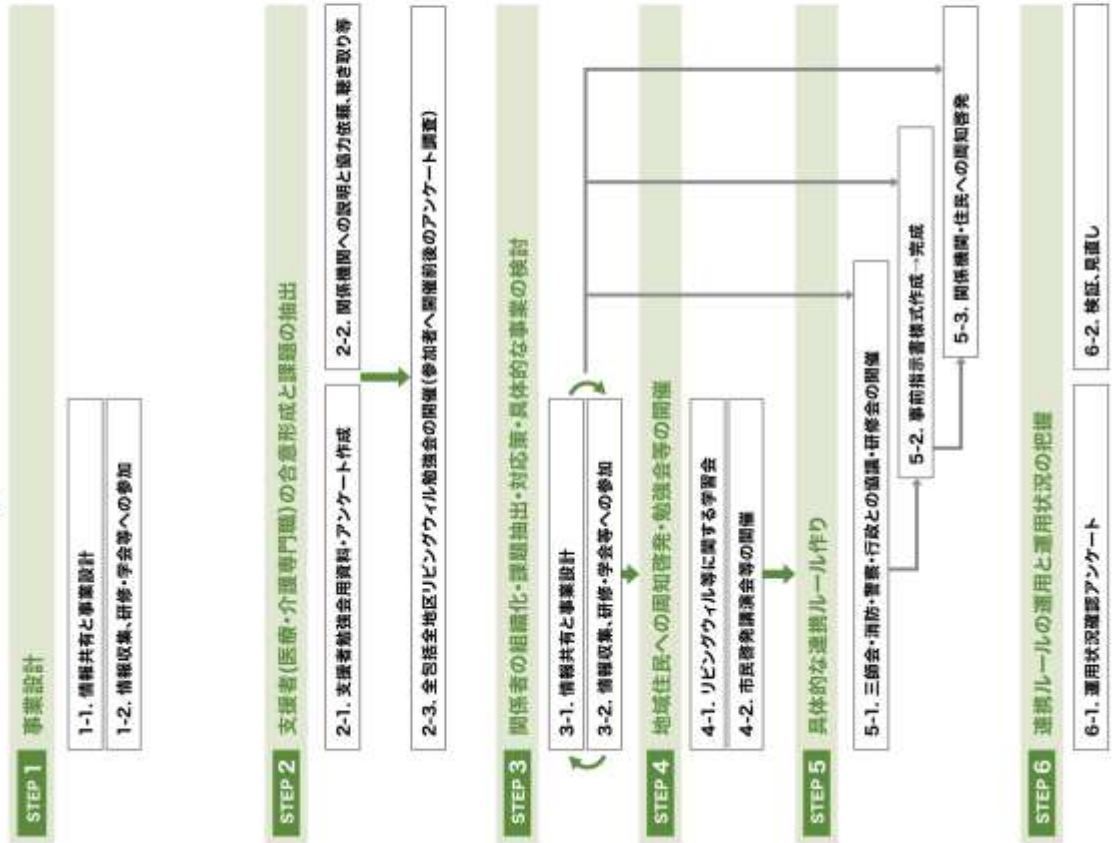 STEP 1 事業設計
1-1. 情報共有と事業設計
1-2. 情報収集、研修・学会等への参加
STEP 2 支援者(医療・介護専門職)の合意形成と課題の抽出
2-1. 支援者勉強会用資料・アンケート作成
2-2. 関係機関への説明と協力依頼、聴き取り等
2-3. 全包括全地区リビングウィル勉強会の開催(参加者へ開催前後のアンケート調査)
STEP 3 関係者の組織化・課題抽出・対応策・具体的な事業の検討
3-1. 情報共有と事業設計
3-2. 情報収集、研修・学会等への参加
STEP 4 地域住民への周知啓発・勉強会等の開催
4-1. リビングウィル等に関する学習会
4-2. 市民啓発講演会等の開催
STEP 5 具体的な連携ルール作り
5-1. 三師会・消防・警察・行政との協議・研修会の開催
5-2. 事前指示書様式作成→完成
5-3. 関係機関・住民への周知啓発
STEP 6 連携ルールの運用と運用状況の把握
6-1. 運用状況確認アンケート
6-2. 検証、見直し